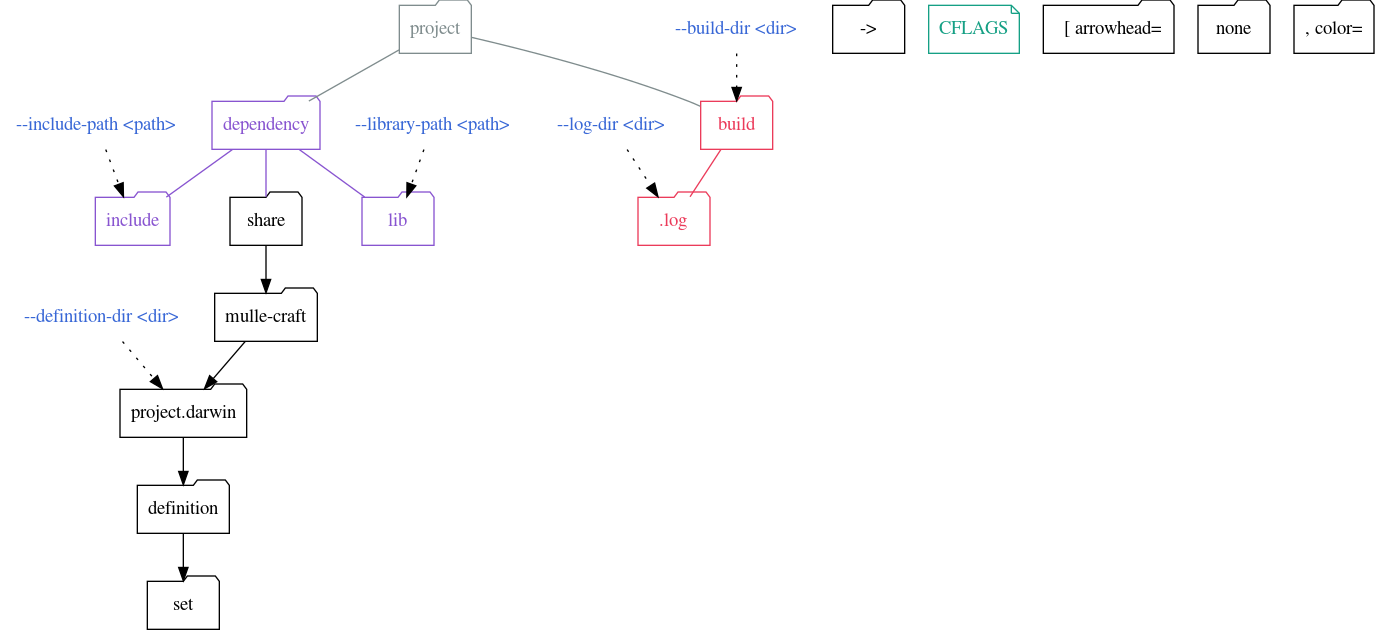 project
--build-dir <dir>
->
CFLAGS
[ arrowhead=
none
, color=
--include-path <path>
dependency
--library-path <path>
--log-dir <dir>
build
include
share
lib
.log
--definition-dir <dir>
mulle-craft
project.darwin
definition
set